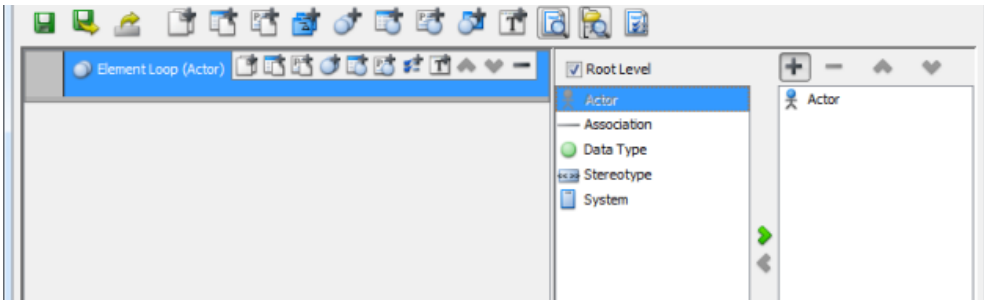 Element Loop (Actor)
Root Level
Actor
Association
Data Type
Stereotype
System
Actor